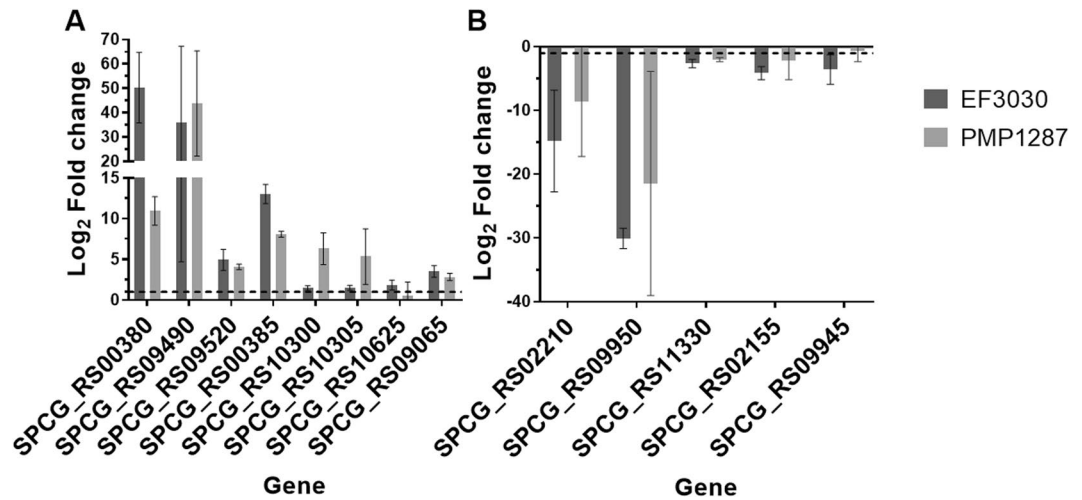 A
Log2 Fold change
70
60
50
40
30
20
15
10
5
0
SPCG_RS00380
SPCG_RS09490
SPCG_RS09520
SPCG_RS00385
SPCG_RS10300
SPCG_RS10305
SPCG_RS10625
SPCG_RS09065
Gene
B
Log2 Fold change
0
-10
-20
-30
-40
SPCG_RS02210
SPCG_RS09950
SPCG_RS11330
SPCG_RS02155
SPCG_RS09945
Gene
EF3030
PMP1287